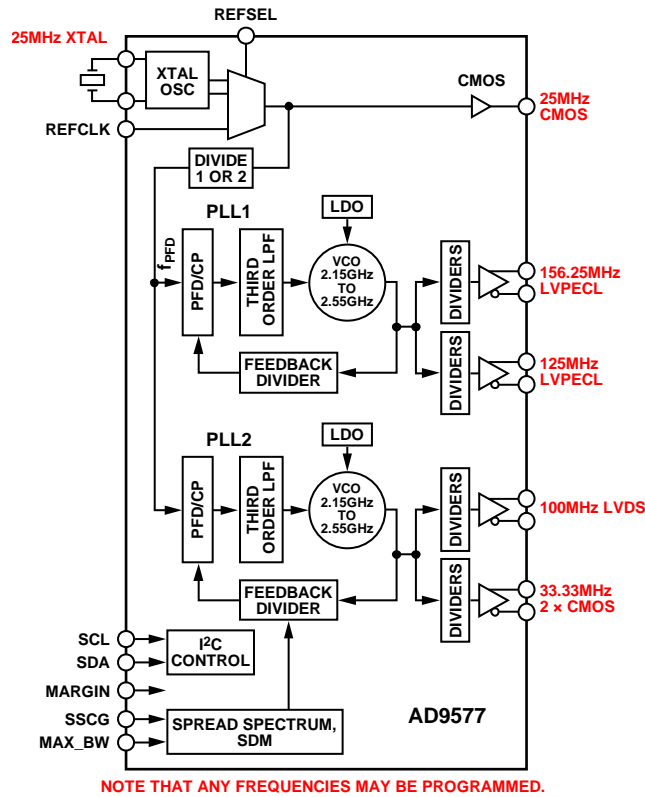 REFSEL
25MHz XTAL
XTAL
OSC
CMOS
25MHz
CMOS
REFCLK
DIVIDE
1 OR 2
PLL1
LDO
fPFD
PFD/CP
THIRD
ORDER LPF
VCO
2.15GHz
TO
2.55GHz
DIVIDERS
156.25MHz
LVPECL
FEEDBACK
DIVIDER
DIVIDERS
125MHz
LVPECL
PLL2
LDO
PFD/CP
THIRD
ORDER LPF
VCO
2.15GHz
TO
2.55GHz
DIVIDERS
100MHz LVDS
FEEDBACK
DIVIDER
DIVIDERS
33.33MHz
2 × CMOS
SCL
SDA
I2C
CONTROL
MARGIN
SSCG
MAX_BW
SPREAD SPECTRUM,
SDM
AD9577
NOTE THAT ANY FREQUENCIES MAY BE PROGRAMMED.